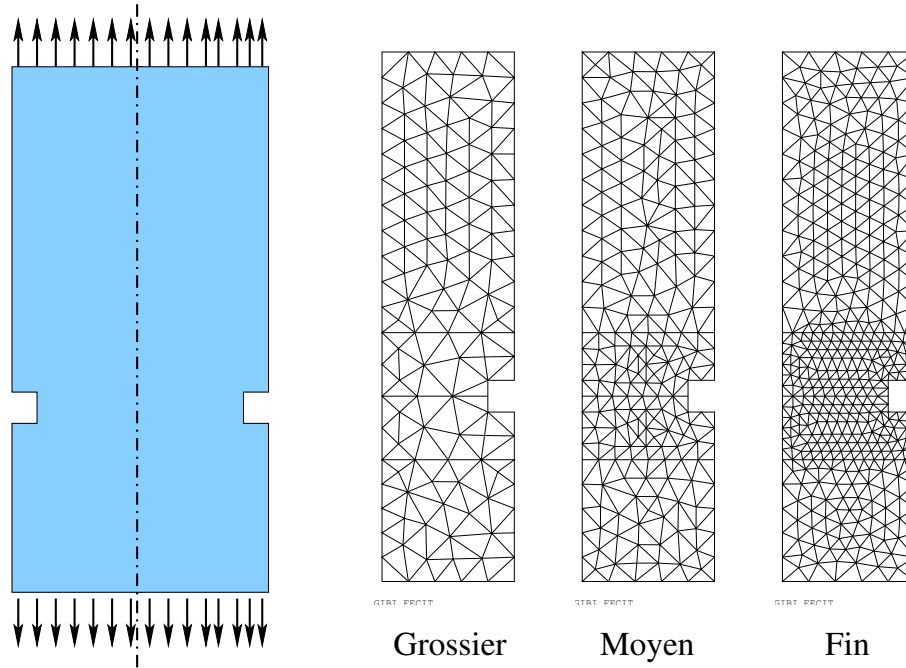 GIBI FECIT
GIBI FECIT
GIBI FECIT
Grossier
Moyen
Fin